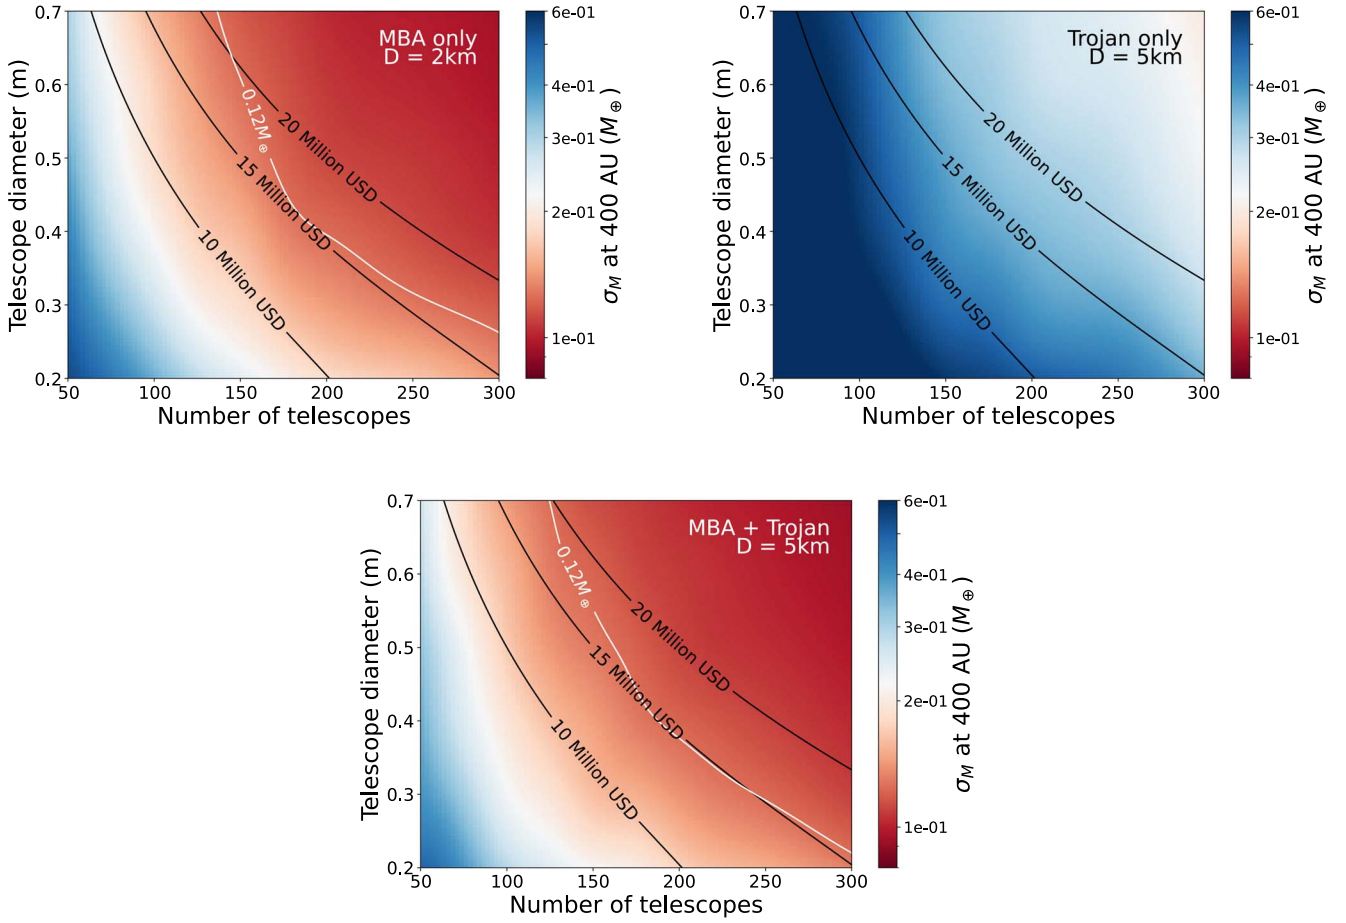 MBA only
D = 2km
0.12M⊕
20 Million USD
15 Million USD
10 Million USD
0.7
0.6
0.5
0.4
0.3
0.2
Telescope diameter (m)
50 100 150 200 250 300
Number of telescopes
6e-01
4e-01
3e-01
2e-01
1e-01
σM at 400 AU (M⊕)
Trojan only
D = 5km
20 Million USD
15 Million USD
10 Million USD
0.7
0.6
0.5
0.4
0.3
0.2
Telescope diameter (m)
50 100 150 200 250 300
Number of telescopes
6e-01
4e-01
3e-01
2e-01
1e-01
σM at 400 AU (M⊕)
MBA + Trojan
D = 5km
0.12M⊕
20 Million USD
15 Million USD
10 Million USD
0.7
0.6
0.5
0.4
0.3
0.2
Telescope diameter (m)
50 100 150 200 250 300
Number of telescopes
6e-01
4e-01
3e-01
2e-01
1e-01
σM at 400 AU (M⊕)